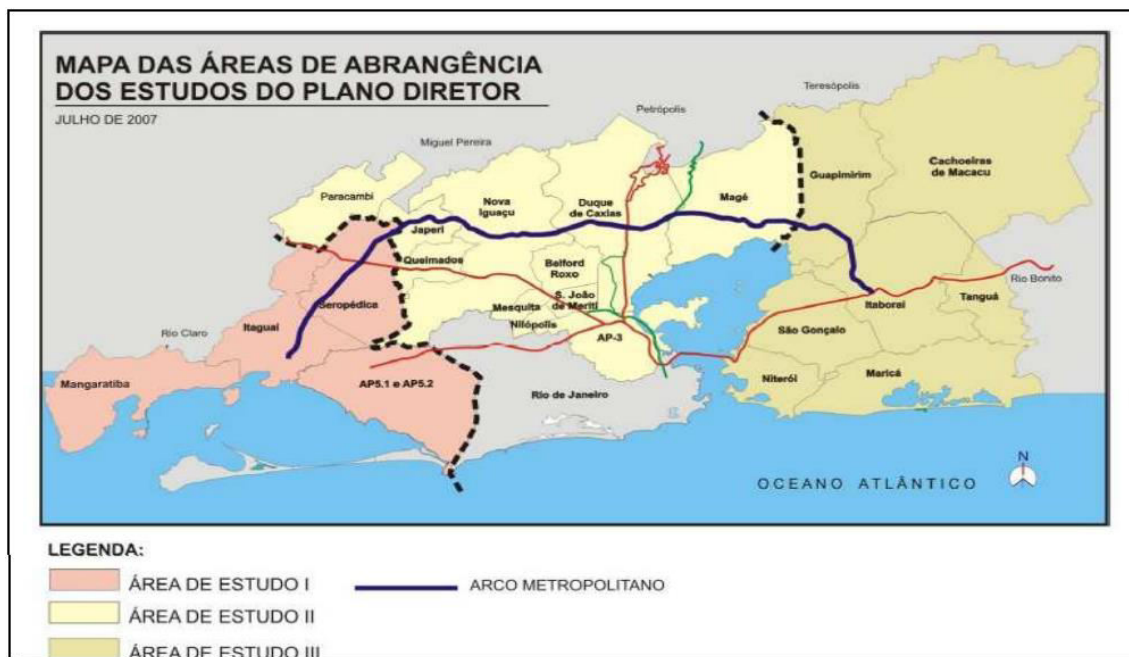 MAPA DAS ÁREAS DE ABRANGÊNCIA
DOS ESTUDOS DO PLANO DIRETOR
JULHO DE 2007
Teresópolis
Petrópolis
Miguel Pereira
Guapimirim
Cachoeiras
de Macacu
Paracambi
Nova
Iguaçu
Duque
de Caxias
Magé
Japeri
Queimados
Belford
Roxo
Rio Bonito
Seropédica
S. João
de Meriti
Itaboraí
Tanguá
Mesquita
Itaguaí
Rio Claro
Nilópolis
São Gonçalo
AP-3
Mangaratiba
AP5.1 e AP5.2
Rio de Janeiro
Niterói
Maricá
N
OCEANO ATLÂNTICO
LEGENDA:
ÁREA DE ESTUDO I
ARCO METROPOLITANO
ÁREA DE ESTUDO II
ÁREA DE ESTUDO III